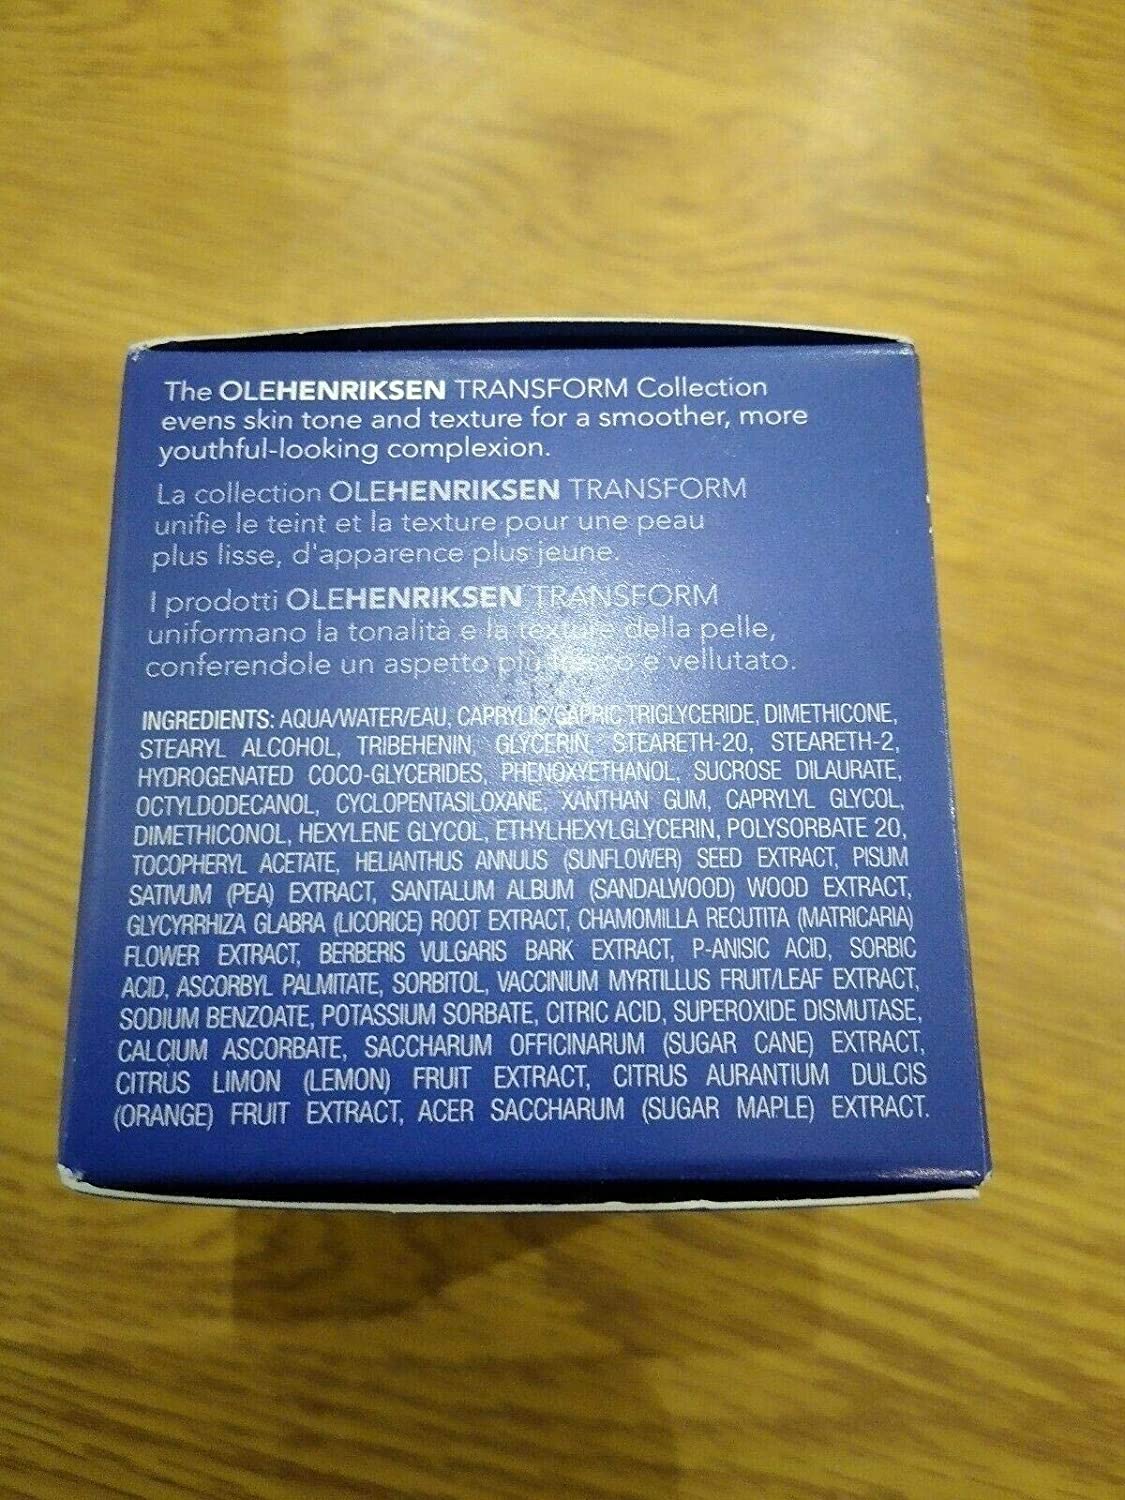 The OLEHENRIKSEN TRANSFORM Collection
evens skin tone and texture for a smoother, more
youthful-looking complexion.
La collection OLEHENRIKSEN TRANSFORM
unifie le teint et la texture pour une peau
plus lisse, d'apparence plus jeune.
I prodotti OLEHENRIKSEN TRANSFORM
uniformano la tonalità e la texture della pelle,
conferendole un aspetto più fresco e vellutato.
INGREDIENTS: AQUA/WATER/EAU, CAPRYLIC/CAPRIC TRIGLYCERIDE, DIMETHICONE,
STEARYL ALCOHOL, TRIBEHENIN, GLYCERIN, STEARETH-20, STEARETH-2,
HYDROGENATED COCO-GLYCERIDES, PHENOXYETHANOL, SUCROSE DILAURATE,
OCTYLDODECANOL, CYCLOPENTASILOXANE, XANTHAN GUM, CAPRYLYL GLYCOL,
DIMETHICONOL, HEXYLENE GLYCOL, ETHYLHEXYLGLYCERIN, POLYSORBATE 20,
TOCOPHERYL ACETATE, HELIANTHUS ANNUUS (SUNFLOWER) SEED EXTRACT, PISUM
SATIVUM (PEA) EXTRACT, SANTALUM ALBUM (SANDALWOOD) WOOD EXTRACT,
GLYCYRRHIZA GLABRA (LICORICE) ROOT EXTRACT, CHAMOMILLA RECUTITA (MATRICARIA)
FLOWER EXTRACT, BERBERIS VULGARIS BARK EXTRACT, P-ANISIC ACID, SORBIC
ACID, ASCORBYL PALMITATE, SORBITOL, VACCINIUM MYRTILLUS FRUIT/LEAF EXTRACT,
SODIUM BENZOATE, POTASSIUM SORBATE, CITRIC ACID, SUPEROXIDE DISMUTASE,
CALCIUM ASCORBATE, SACCHARUM OFFICINARUM (SUGAR CANE) EXTRACT,
CITRUS LIMON (LEMON) FRUIT EXTRACT, CITRUS AURANTIUM DULCIS
(ORANGE) FRUIT EXTRACT, ACER SACCHARUM (SUGAR MAPLE) EXTRACT.